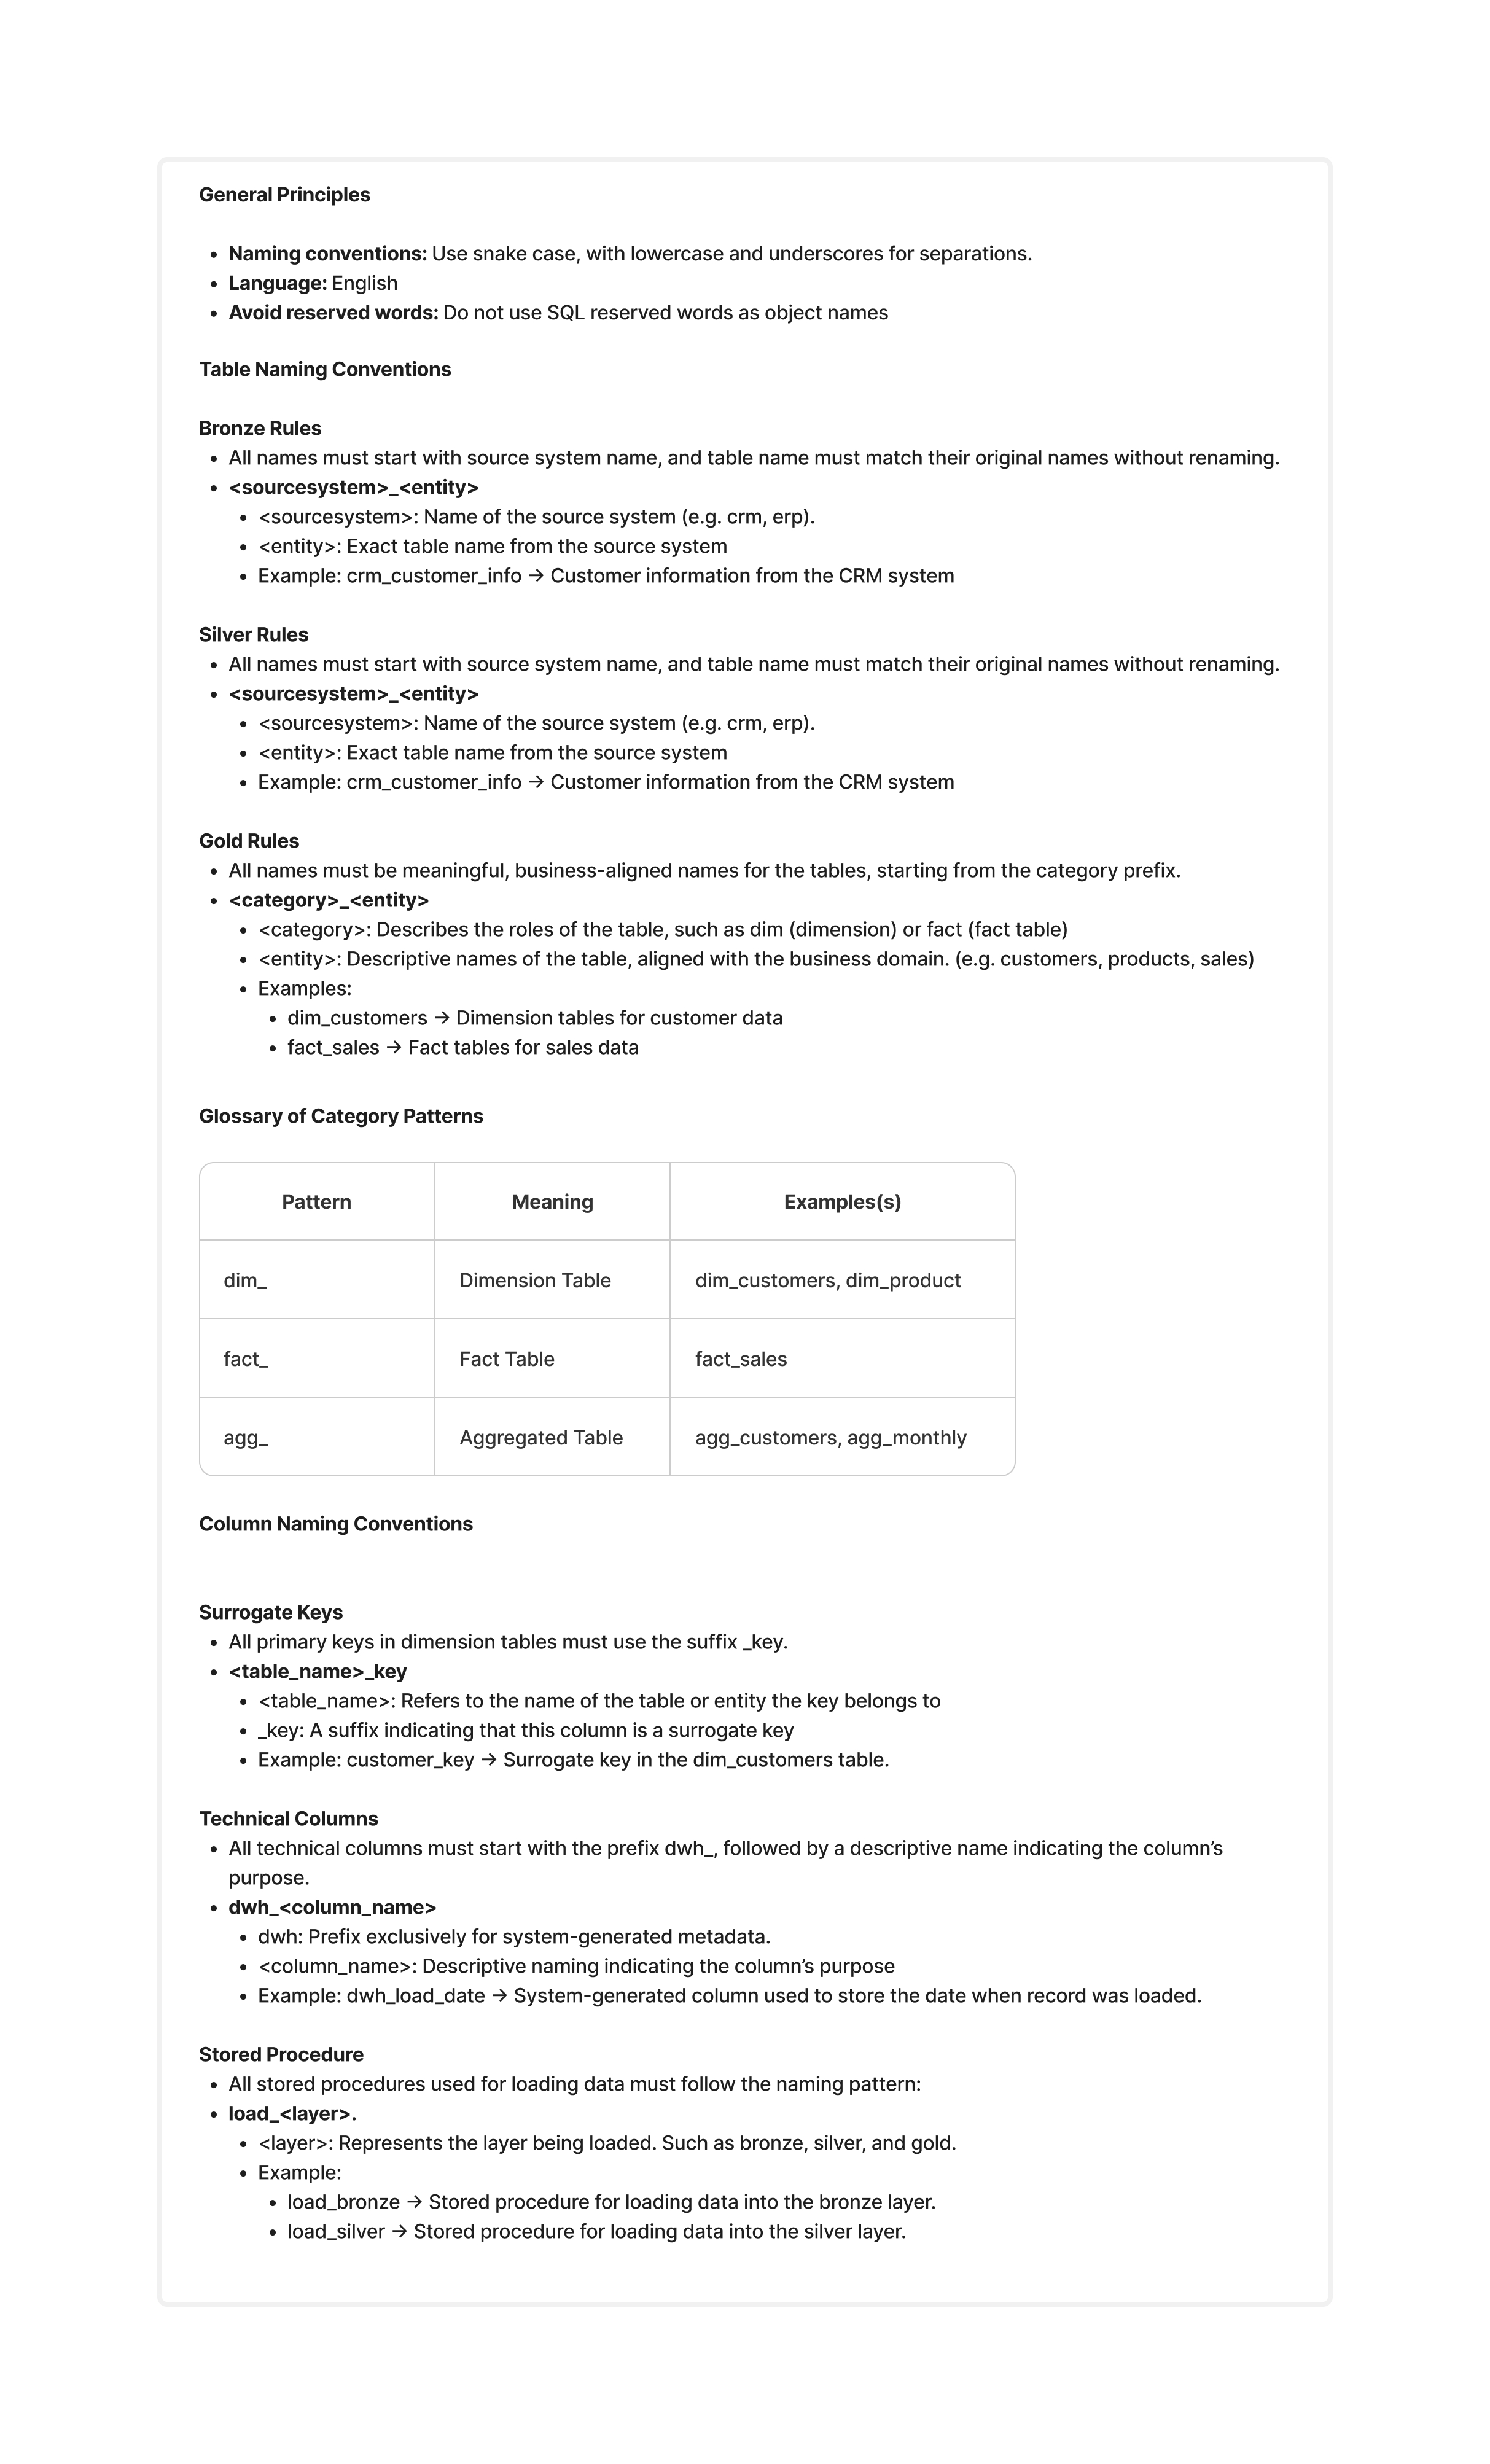 General Principles
Naming conventions: Use snake case, with lowercase and underscores for separations.
Language: English
Avoid reserved words: Do not use SQL reserved words as object names
Table Naming Conventions
Bronze Rules
All names must start with source system name, and table name must match their original names without renaming.
<sourcesystem>_<entity>
<sourcesystem>: Name of the source system (e.g. crm, erp).
<entity>: Exact table name from the source system
Example: crm_customer_info → Customer information from the CRM system
Silver Rules
All names must start with source system name, and table name must match their original names without renaming.
<sourcesystem>_<entity>
<sourcesystem>: Name of the source system (e.g. crm, erp).
<entity>: Exact table name from the source system
Example: crm_customer_info → Customer information from the CRM system
Gold Rules
All names must be meaningful, business-aligned names for the tables, starting from the category prefix.
<category>_<entity>
<category>: Describes the roles of the table, such as dim (dimension) or fact (fact table)
<entity>: Descriptive names of the table, aligned with the business domain. (e.g. customers, products, sales)
Examples:
dim_customers → Dimension tables for customer data
fact_sales → Fact tables for sales data
Glossary of Category Patterns
Pattern Meaning Examples(s)
dim_ Dimension Table dim_customers, dim_product
fact_ Fact Table fact_sales
agg_ Aggregated Table agg_customers, agg_monthly
Column Naming Conventions
Surrogate Keys
All primary keys in dimension tables must use the suffix _key.
<table_name>_key
<table_name>: Refers to the name of the table or entity the key belongs to
_key: A suffix indicating that this column is a surrogate key
Example: customer_key → Surrogate key in the dim_customers table.
Technical Columns
All technical columns must start with the prefix dwh_, followed by a descriptive name indicating the column’s
purpose.
dwh_<column_name>
dwh: Prefix exclusively for system-generated metadata.
<column_name>: Descriptive naming indicating the column’s purpose
Example: dwh_load_date → System-generated column used to store the date when record was loaded.
Stored Procedure
All stored procedures used for loading data must follow the naming pattern:
load_<layer>.
<layer>: Represents the layer being loaded. Such as bronze, silver, and gold.
Example:
load_bronze → Stored procedure for loading data into the bronze layer.
load_silver → Stored procedure for loading data into the silver layer.